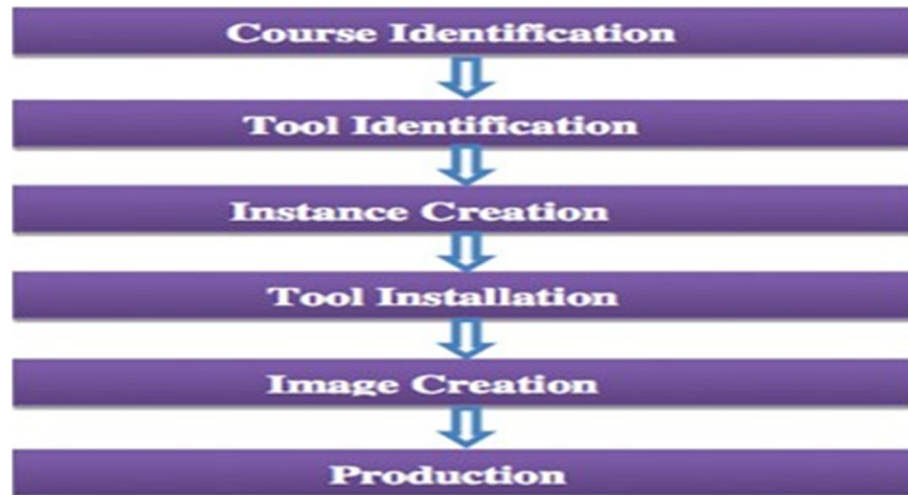 Course Identification
Tool Identification
Instance Creation
Tool Installation
Image Creation
Production